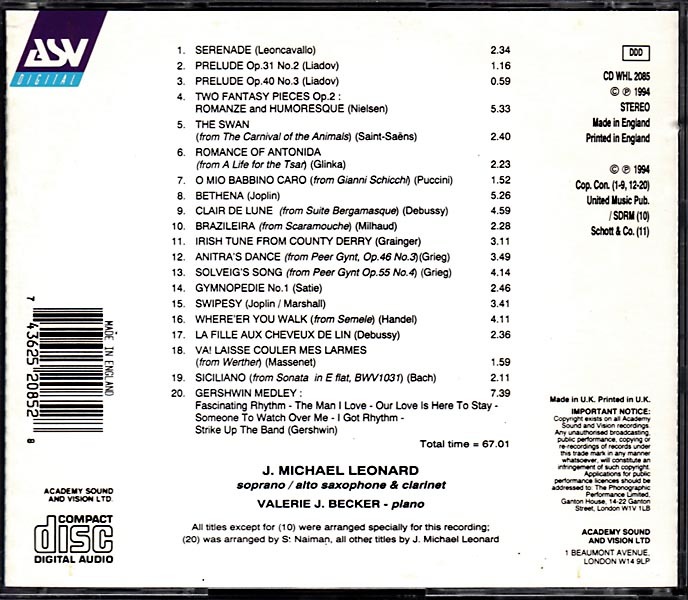 ASV
DIGITAL
1. SERENADE (Leoncavallo) 2.34
2. PRELUDE Op.31 No.2 (Liadov) 1.16
3. PRELUDE Op.40 No.3 (Liadov) 0.59
4. TWO FANTASY PIECES Op.2 :
ROMANZE and HUMORESQUE (Nielsen) 5.33
5. THE SWAN
(from The Carnival of the Animals) (Saint-Saëns) 2.40
6. ROMANCE OF ANTONIDA
(from A Life for the Tsar) (Glinka) 2.23
7. O MIO BABBINO CARO (from Gianni Schicchi) (Puccini) 1.52
8. BETHENA (Joplin) 5.26
9. CLAIR DE LUNE (from Suite Bergamasque) (Debussy) 4.59
10. BRAZILEIRA (from Scaramouche) (Milhaud) 2.28
11. IRISH TUNE FROM COUNTY DERRY (Grainger) 3.11
12. ANITRA'S DANCE (from Peer Gynt, Op.46 No.3)(Grieg) 3.49
13. SOLVEIG'S SONG (from Peer Gynt Op.55 No.4) (Grieg) 4.14
14. GYMNOPEDIE No.1 (Satie) 2.46
15. SWIPESY (Joplin / Marshall) 3.41
16. WHERE'ER YOU WALK (from Semele) (Handel) 4.11
17. LA FILLE AUX CHEVEUX DE LIN (Debussy) 2.36
18. VA! LAISSE COULER MES LARMES
(from Werther) (Massenet) 1.59
19. SICILIANO (from Sonata in E flat, BWV1031) (Bach) 2.11
20. GERSHWIN MEDLEY : 7.39
Fascinating Rhythm - The Man I Love - Our Love Is Here To Stay -
Someone To Watch Over Me - I Got Rhythm -
Strike Up The Band (Gershwin)
Total time = 67.01
J. MICHAEL LEONARD
soprano / alto saxophone & clarinet
VALERIE J. BECKER - piano
All titles except for (10) were arranged specially for this recording;
(20) was arranged by S. Naiman, all other titles by J. Michael Leonard
DDD
CD WHL 2085
© ℗ 1994
STEREO
Made in England
Printed in England
© ℗ 1994
Cop. Con. (1-9, 12-20)
United Music Pub.
/ SDRM (10)
Schott & Co. (11)
Made in U.K. Printed in U.K.
IMPORTANT NOTICE:
Copyright exists on all Academy
Sound and Vision recordings.
Any unauthorised broadcasting,
public performance, copying or
re-recordings of records under
this trade mark in any manner
whatsoever, will constitute an
infringement of such copyright.
Applications for public
performance licences should be
addressed to: The Phonographic
Performance Limited,
Ganton House, 14-22 Ganton
Street, London W1V 1LB
ACADEMY SOUND
AND VISION LTD
1 BEAUMONT AVENUE,
LONDON W14 9LP
7 43625 20852 8
MADE IN ENGLAND
ACADEMY SOUND
AND VISION LTD.
COMPACT
disc
DIGITAL AUDIO